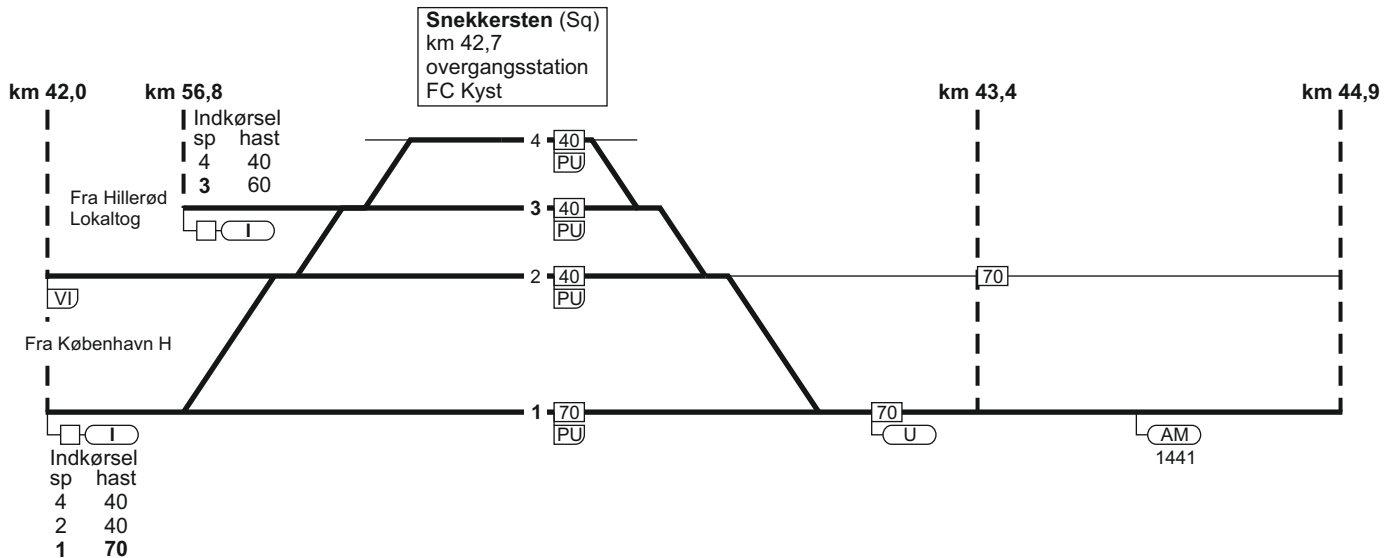 Snekkersten (Sq)
km 42,7
overgangsstation
FC Kyst
km 42,0
km 56,8
km 43,4
km 44,9
Indkørsel
sp hast
4 40
3 60
Fra Hillerød
Lokaltog
I
4 40
PU
3 40
PU
2 40
PU
70
VI
Fra København H
1 70
PU
70
U
AM
1441
I
Indkørsel
sp hast
4 40
2 40
1 70